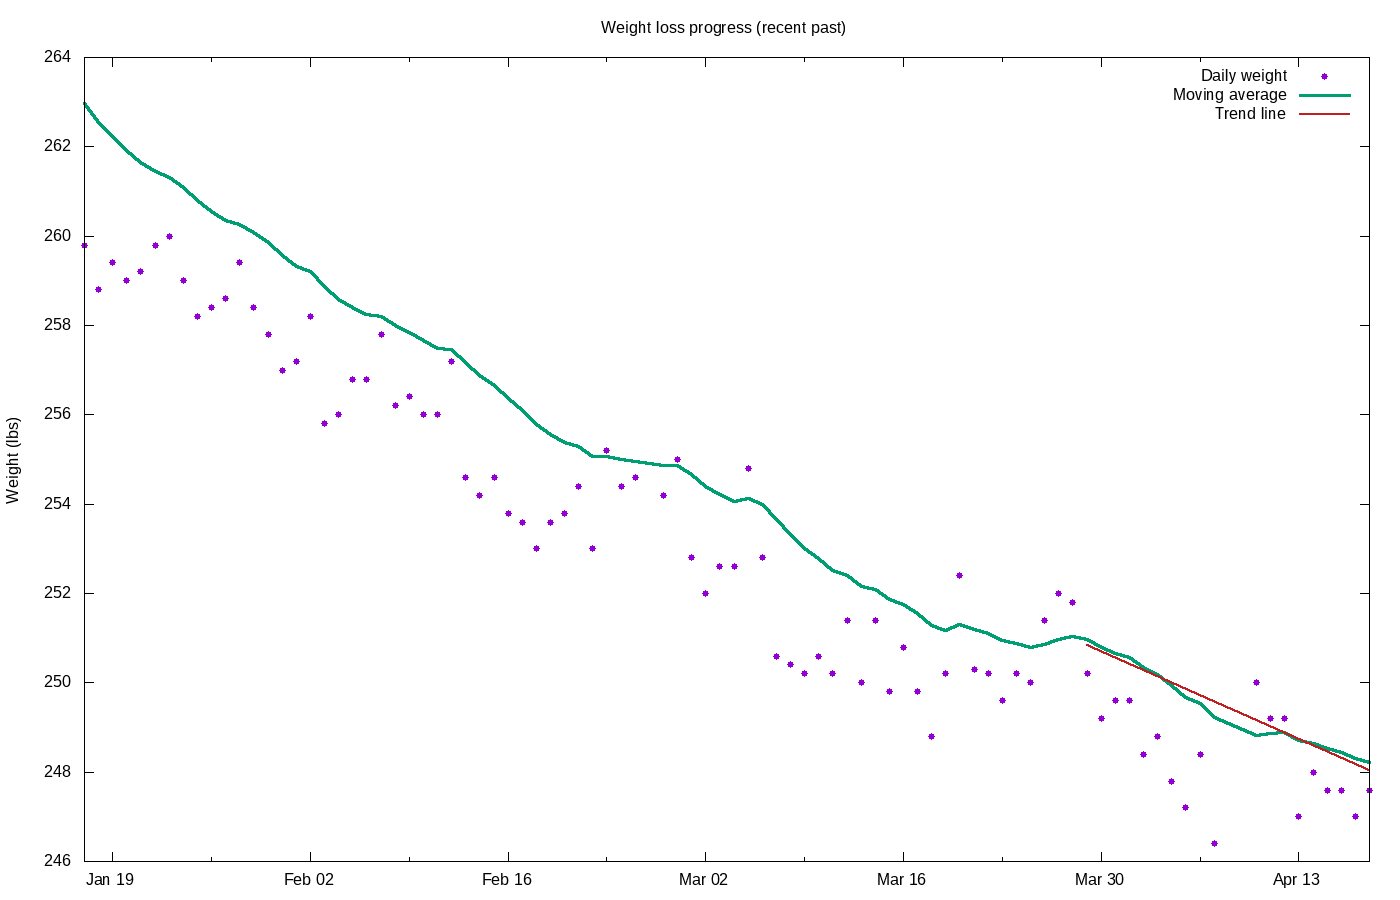 Weight loss progress (recent past)
Daily weight
Moving average
Trend line
Weight (lbs)
264
262
260
258
256
254
252
250
248
246
Jan 19
Feb 02
Feb 16
Mar 02
Mar 16
Mar 30
Apr 13